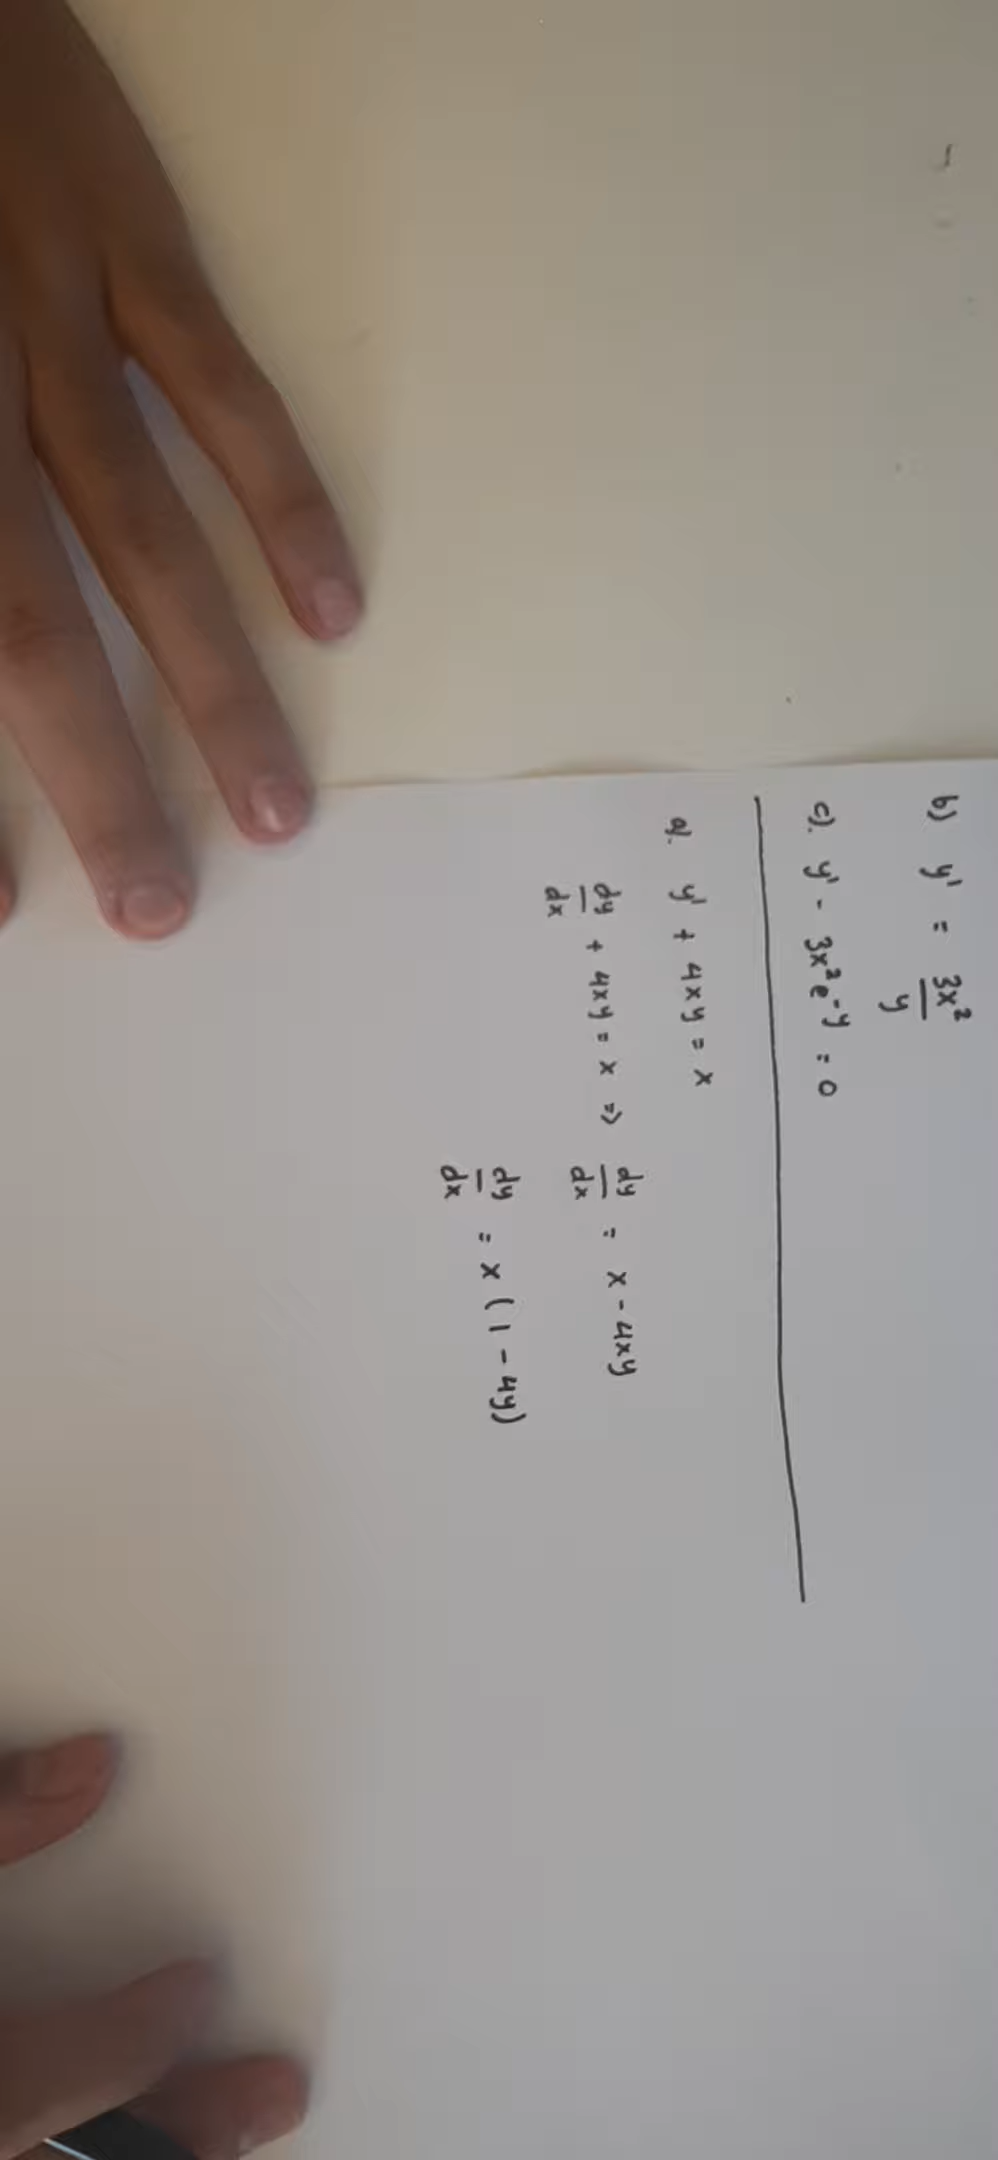 b) y' = 3x²/y
c). y' - 3x²e^-y = 0
a). y' + 4xy = x
dy/dx + 4xy = x => dy/dx = x - 4xy
dy/dx = x (1 - 4y)